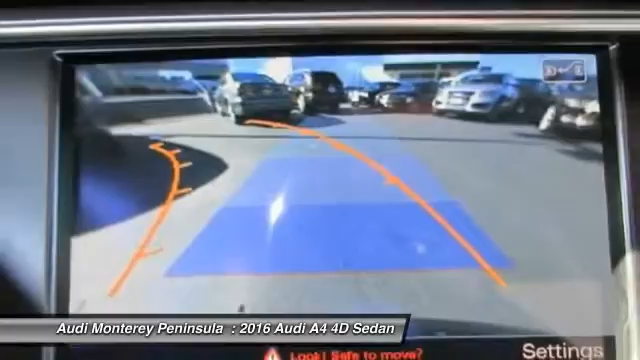 Audi Monterey Peninsula : 2016 Audi A4 4D Sedan
Look! Safe to move?
Settings